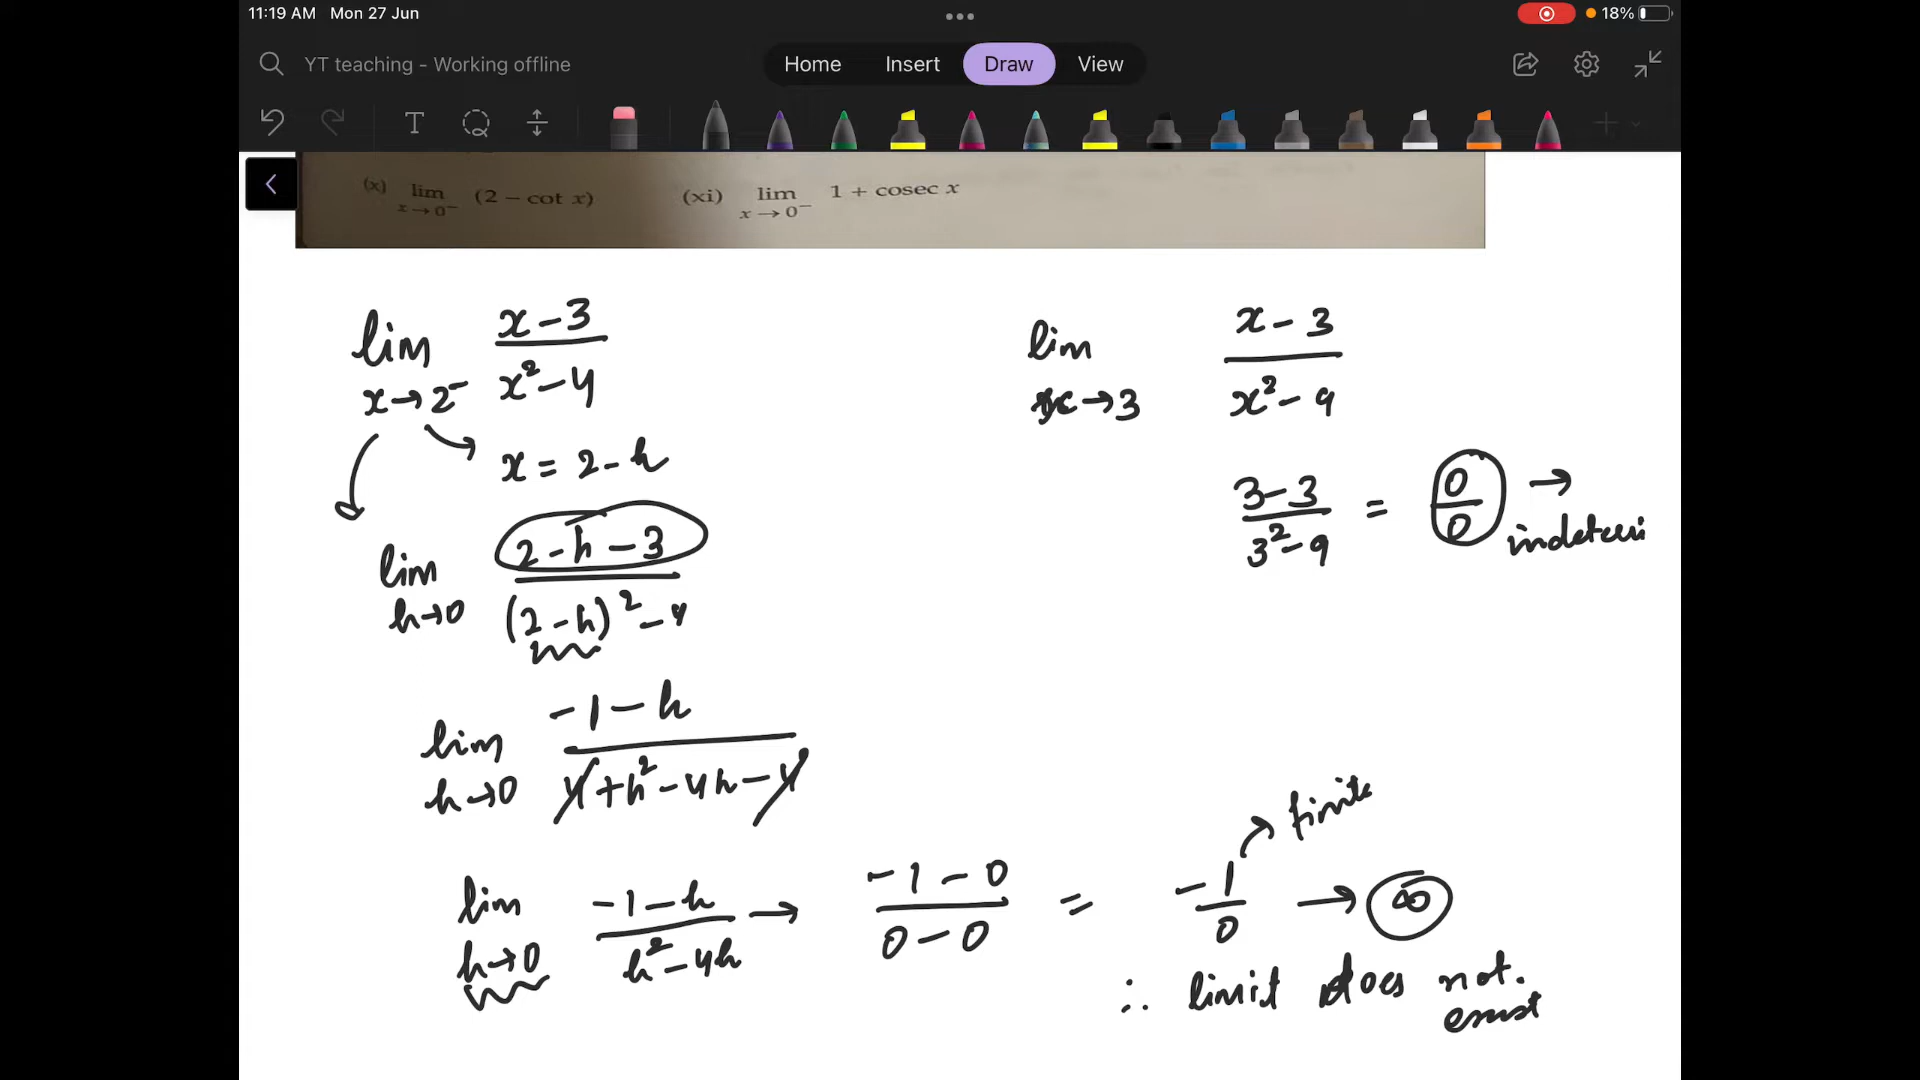 11:19 AM Mon 27 Jun
18%
YT teaching - Working offline
Home Insert Draw View
(x) lim x → 0⁻ (2 – cot x) (xi) lim x → 0⁻ 1 + cosec x
lim x→2⁻ (x – 3)/(x² – 4)
x = 2 – h
lim h→0 (2 – h – 3)/((2 – h)² – 4)
lim h→0 (–1 – h)/(4 + h² – 4h – 4)
lim h→0 (–1 – h)/(h² – 4h) → (–1 – 0)/(0 – 0) = –1/0 → ∞
finite
∴ limit does not.
exist
lim x→3 (x – 3)/(x² – 9)
(3 – 3)/(3² – 9) = 0/0 →
indeteri